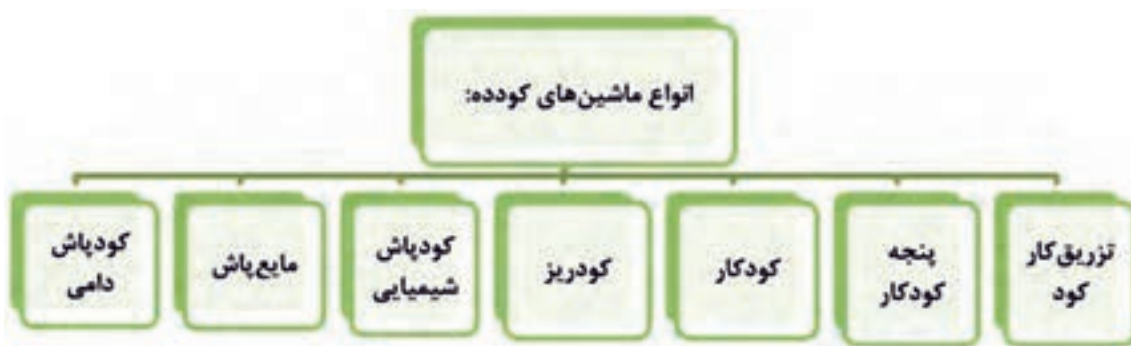 انواع ماشین‌های کودده:
تزریق‌کار
کود
پنجه
کودکار
کودکار
کودریز
کودپاش
شیمیایی
مایع‌پاش
کودپاش
دامی